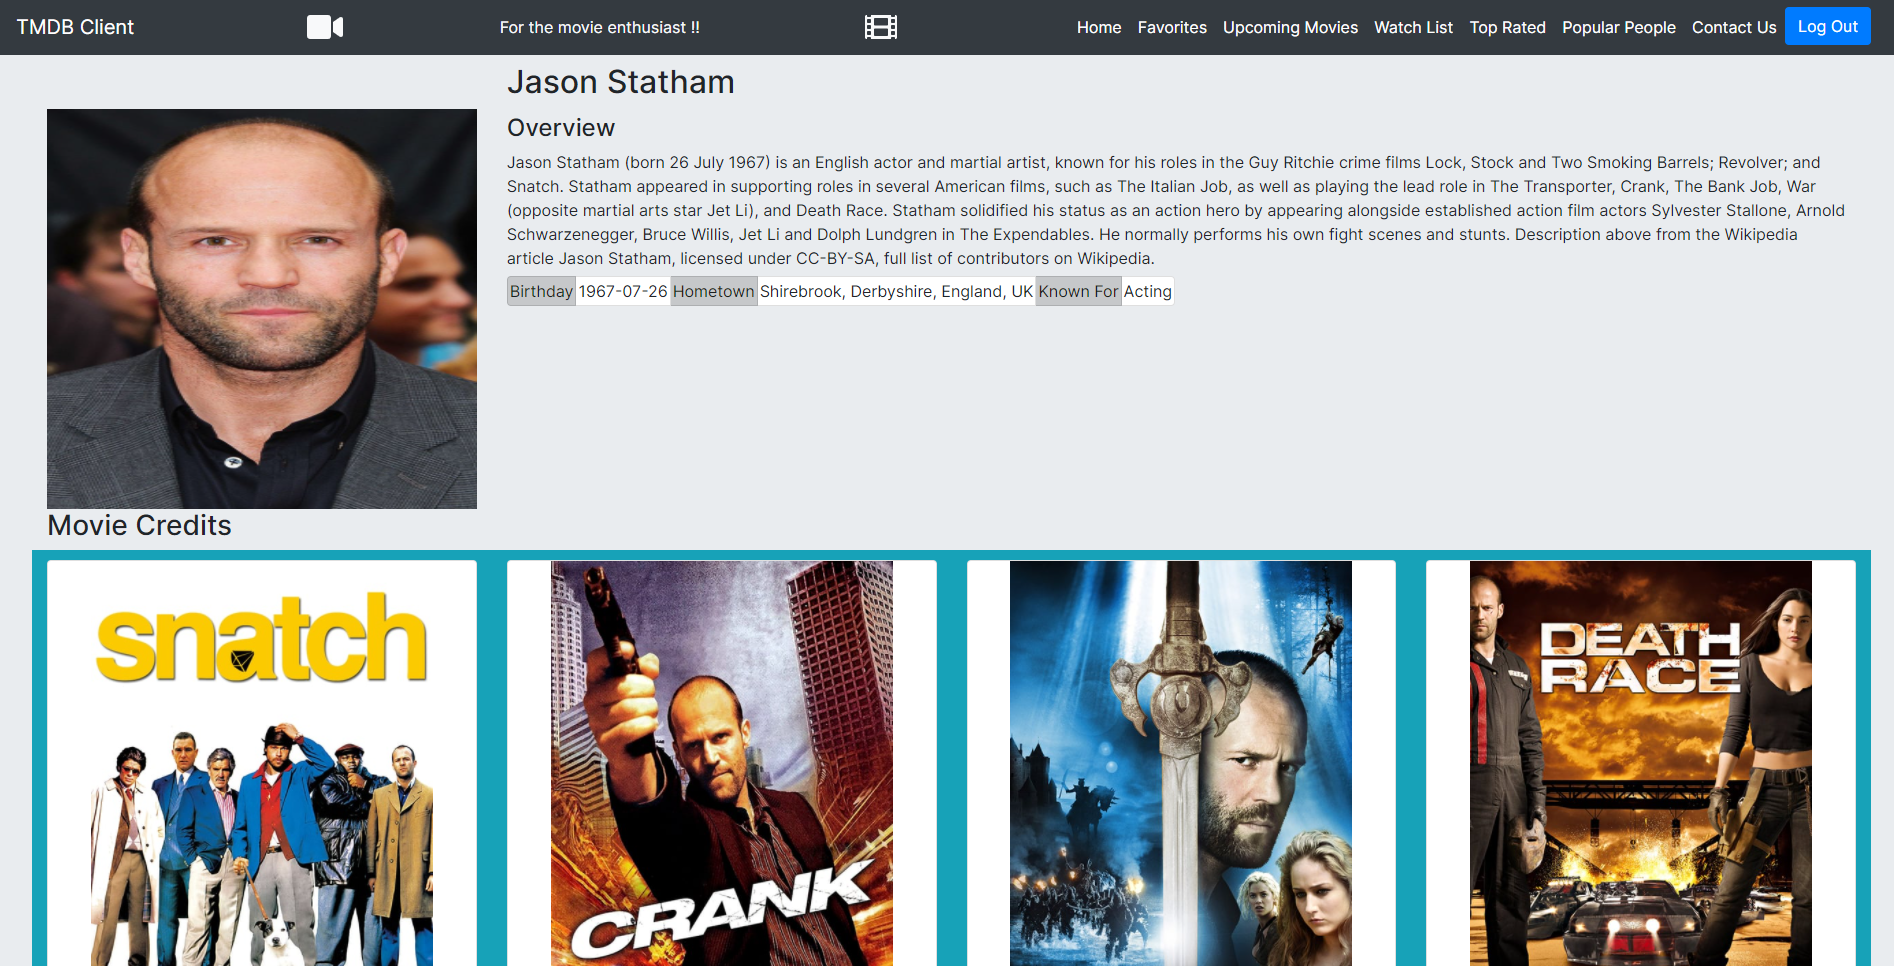 TMDB Client
For the movie enthusiast !!
Home Favorites Upcoming Movies Watch List Top Rated Popular People Contact Us Log Out
Jason Statham
Overview
Jason Statham (born 26 July 1967) is an English actor and martial artist, known for his roles in the Guy Ritchie crime films Lock, Stock and Two Smoking Barrels; Revolver; and
Snatch. Statham appeared in supporting roles in several American films, such as The Italian Job, as well as playing the lead role in The Transporter, Crank, The Bank Job, War
(opposite martial arts star Jet Li), and Death Race. Statham solidified his status as an action hero by appearing alongside established action film actors Sylvester Stallone, Arnold
Schwarzenegger, Bruce Willis, Jet Li and Dolph Lundgren in The Expendables. He normally performs his own fight scenes and stunts. Description above from the Wikipedia
article Jason Statham, licensed under CC-BY-SA, full list of contributors on Wikipedia.
Birthday 1967-07-26 Hometown Shirebrook, Derbyshire, England, UK Known For Acting
Movie Credits
snatch
CRANK
DEATH
RACE